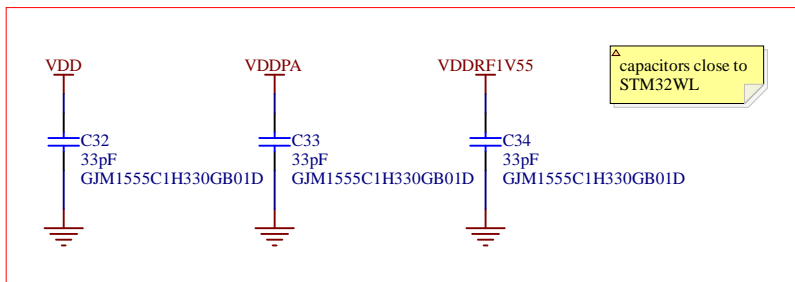 VDD
VDDPA
VDDRF1V55
capacitors close to
STM32WL
C32
33pF
GJM1555C1H330GB01D
C33
33pF
GJM1555C1H330GB01D
C34
33pF
GJM1555C1H330GB01D